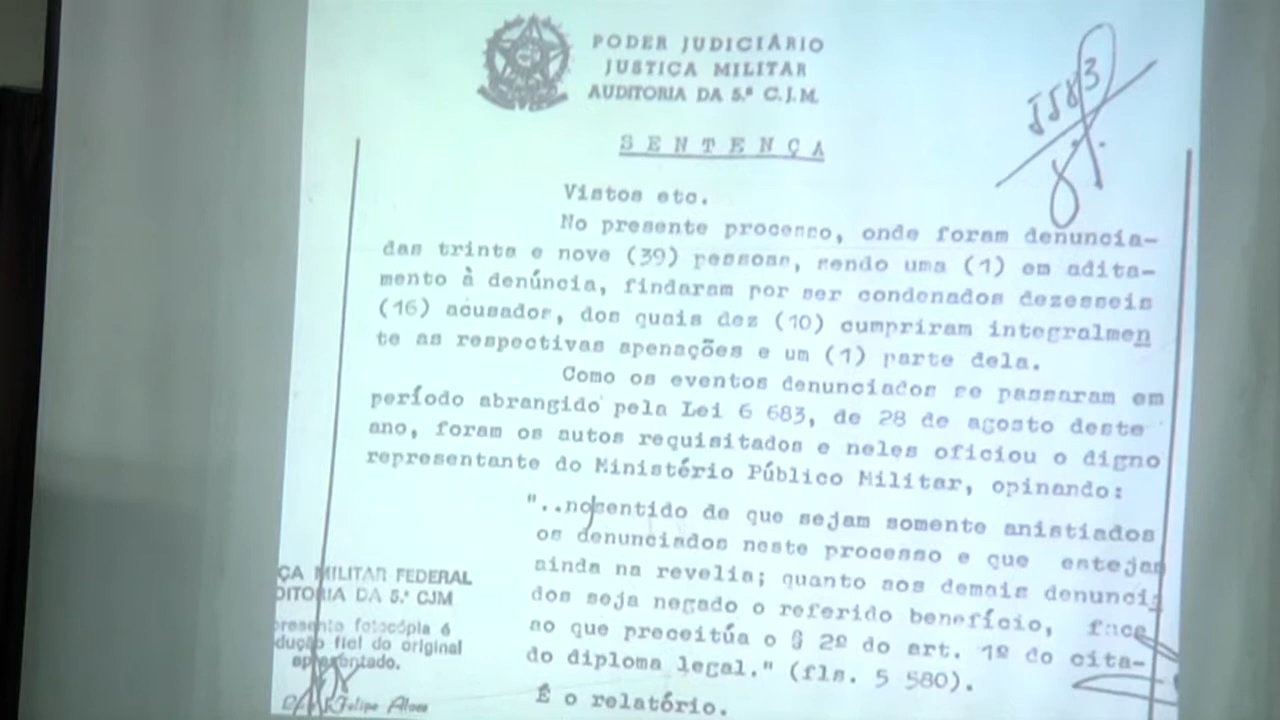 PODER JUDICIÁRIO
JUSTIÇA MILITAR
AUDITORIA DA 5.ª C.J.M.
5583
SENTENÇA
Vistos etc.
No presente processo, onde foram denuncia-
das trinta e nove (39) pessoas, sendo uma (1) em adita-
mento à denúncia, findaram por ser condenados dezesseis
(16) acusados, dos quais dez (10) cumpriram integralmen
te as respectivas apenações e um (1) parte dela.
Como os eventos denunciados se passaram em
período abrangido pela Lei 6 683, de 28 de agosto deste
ano, foram os autos requisitados e neles oficiou o digno
representante do Ministério Público Militar, opinando:
"..no sentido de que sejam somente anistiados
os denunciados neste processo e que estejam
ainda na revelia; quanto aos demais denuncia
dos seja negado o referido benefício, face
ao que preceitúa o § 2º do art. 1º do cita-
do diploma legal." (fls. 5 580).
É o relatório.
ÇA MILITAR FEDERAL
DITORIA DA 5.ª CJM
presente fotocópia é
dução fiel do original
apresentado.
Felipe Alves